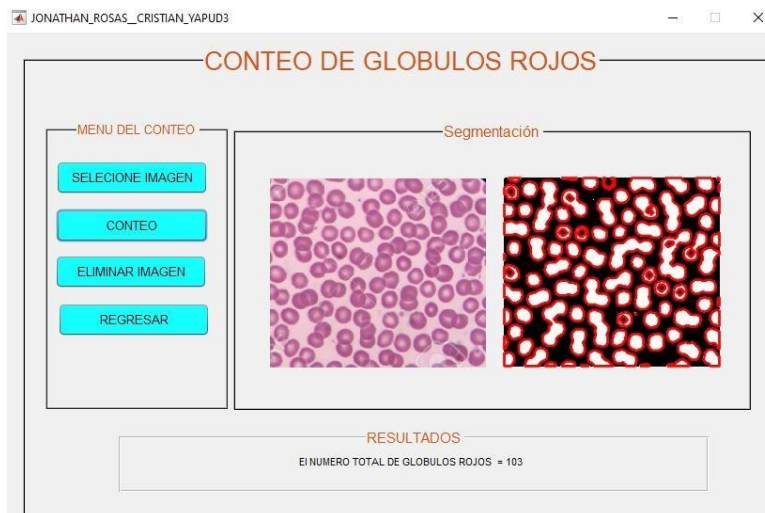 JONATHAN_ROSAS__CRISTIAN_YAPUD3
CONTEO DE GLOBULOS ROJOS
MENU DEL CONTEO
SELECIONE IMAGEN
CONTEO
ELIMINAR IMAGEN
REGRESAR
Segmentación
RESULTADOS
El NUMERO TOTAL DE GLOBULOS ROJOS = 103